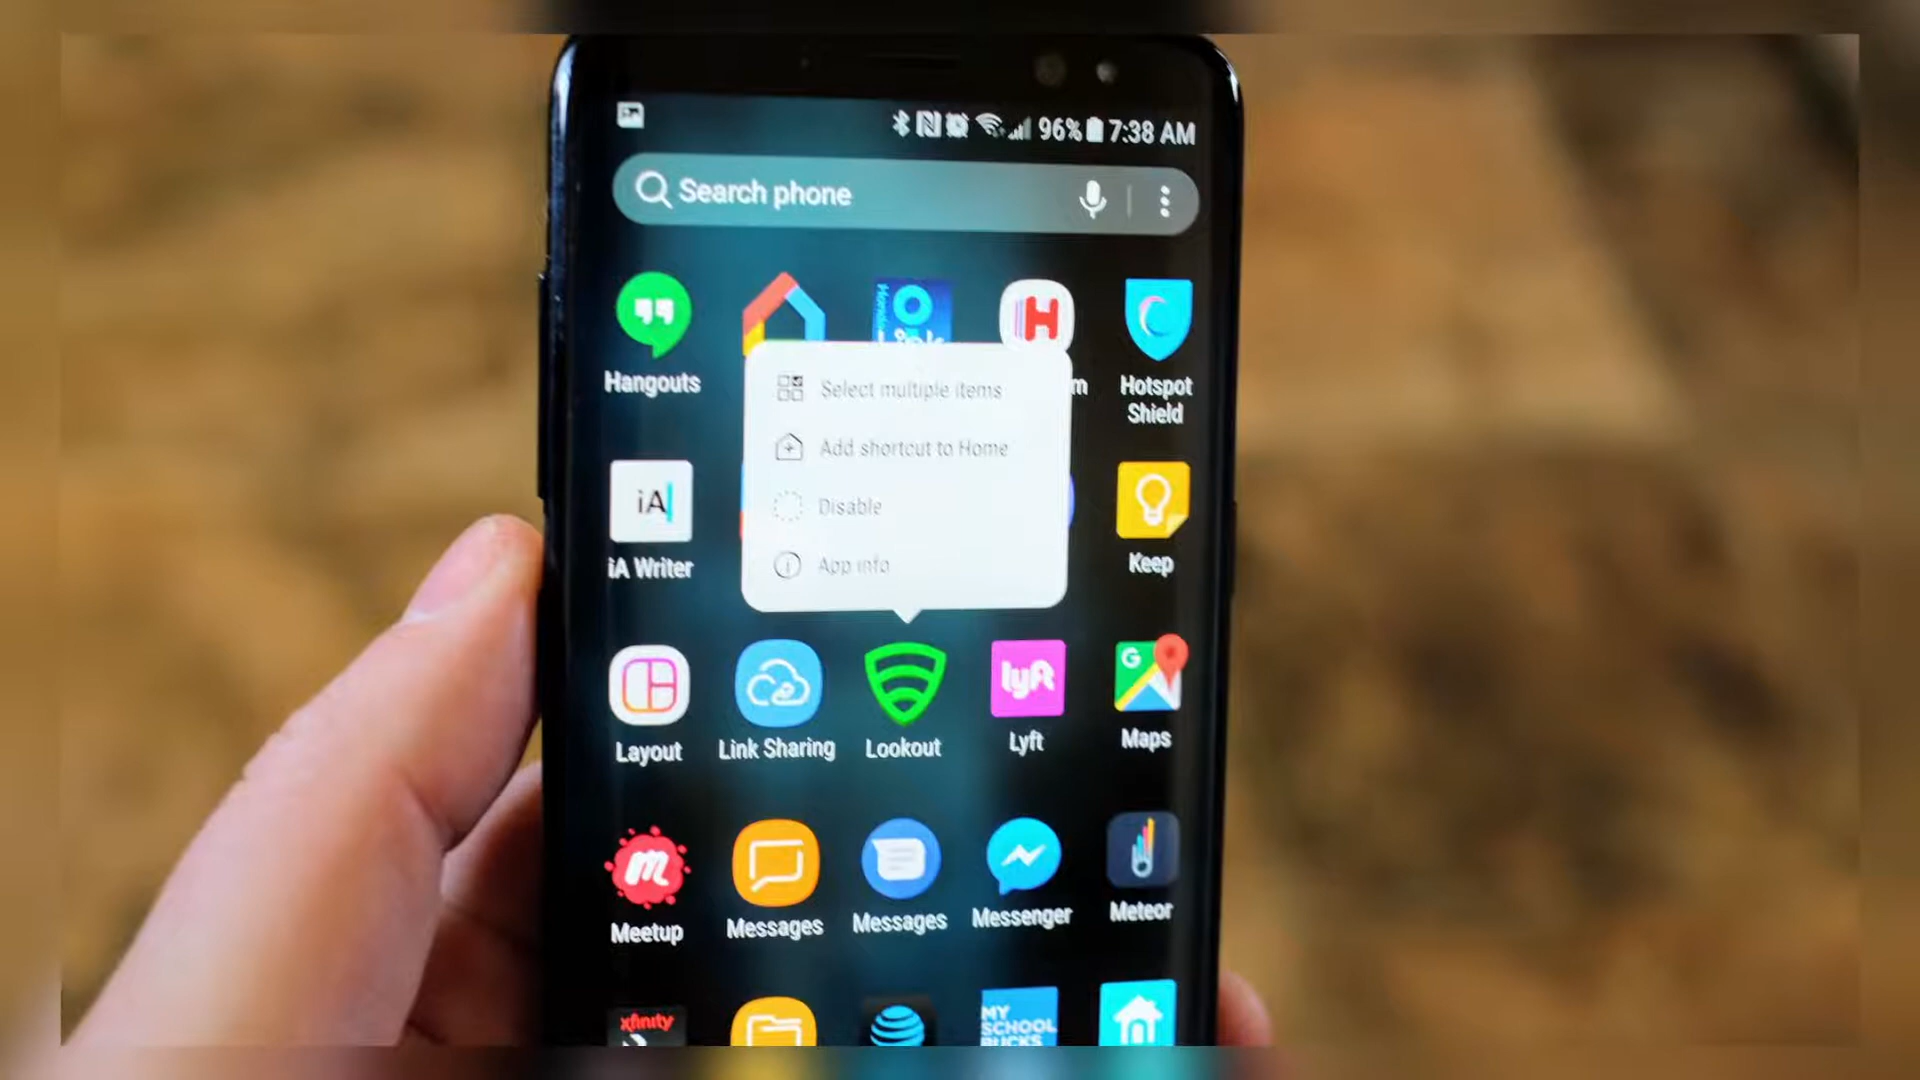 96% 7:38 AM
Search phone
Hangouts
Hotspot
Shield
Select multiple items
Add shortcut to Home
Disable
App info
iA
iA Writer
Keep
G
lyft
Layout
Link Sharing
Lookout
Lyft
Maps
m
Meetup
Messages
Messages
Messenger
Meteor
xfinity
MY
SCHOOL
BUCKS